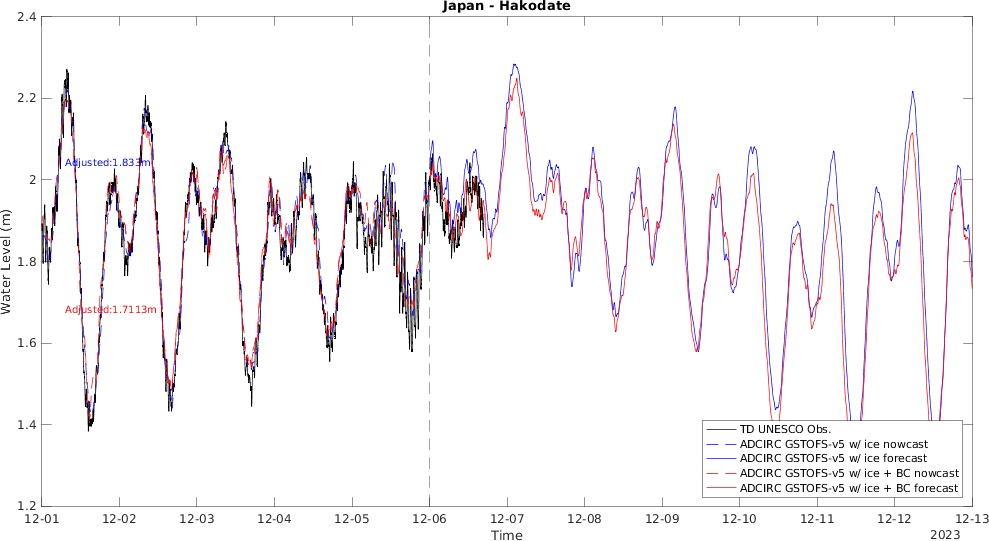 Japan - Hakodate
2.4
2.2
2
1.8
1.6
1.4
1.2
Water Level (m)
Adjusted:1.833m
Adjusted:1.7113m
TD UNESCO Obs.
ADCIRC GSTOFS-v5 w/ ice nowcast
ADCIRC GSTOFS-v5 w/ ice forecast
ADCIRC GSTOFS-v5 w/ ice + BC nowcast
ADCIRC GSTOFS-v5 w/ ice + BC forecast
12-01 12-02 12-03 12-04 12-05 12-06 12-07 12-08 12-09 12-10 12-11 12-12 12-13
Time
2023